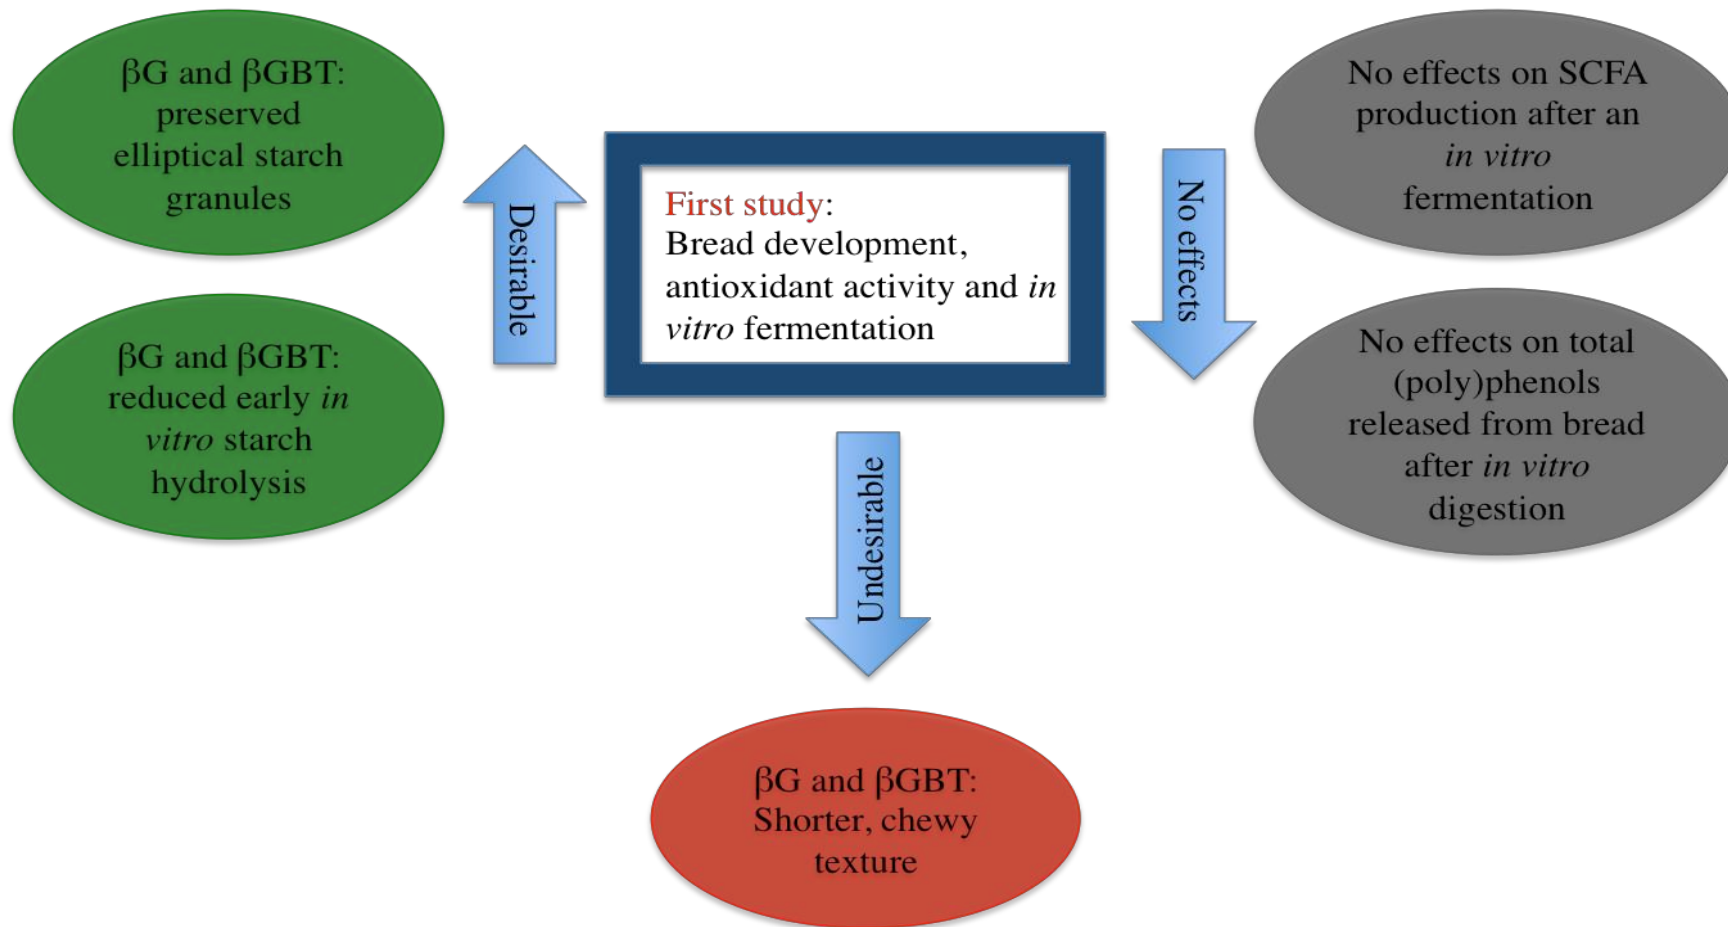 βG and βGBT:
preserved
elliptical starch
granules
βG and βGBT:
reduced early in
vitro starch
hydrolysis
Desirable
First study:
Bread development,
antioxidant activity and in
vitro fermentation
No effects
No effects on SCFA
production after an
in vitro
fermentation
No effects on total
(poly)phenols
released from bread
after in vitro
digestion
Undesirable
βG and βGBT:
Shorter, chewy
texture